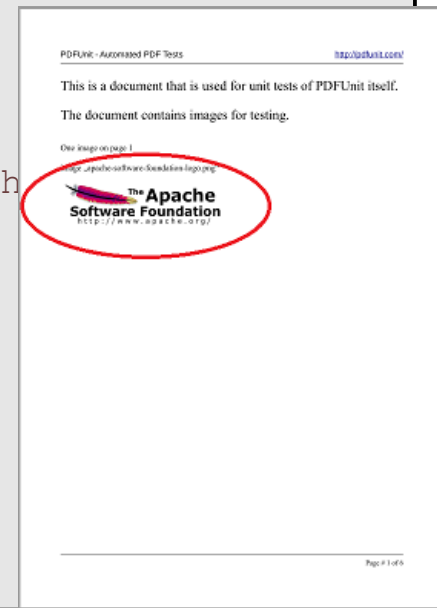 PDFUnit - Automated PDF Tests http://pdfunit.com/
This is a document that is used for unit tests of PDFUnit itself.
The document contains images for testing.
One image on page 1
apache-software-foundation-logo.png
h
The Apache
Software Foundation
http://www.apache.org/
Page # 1 of 6